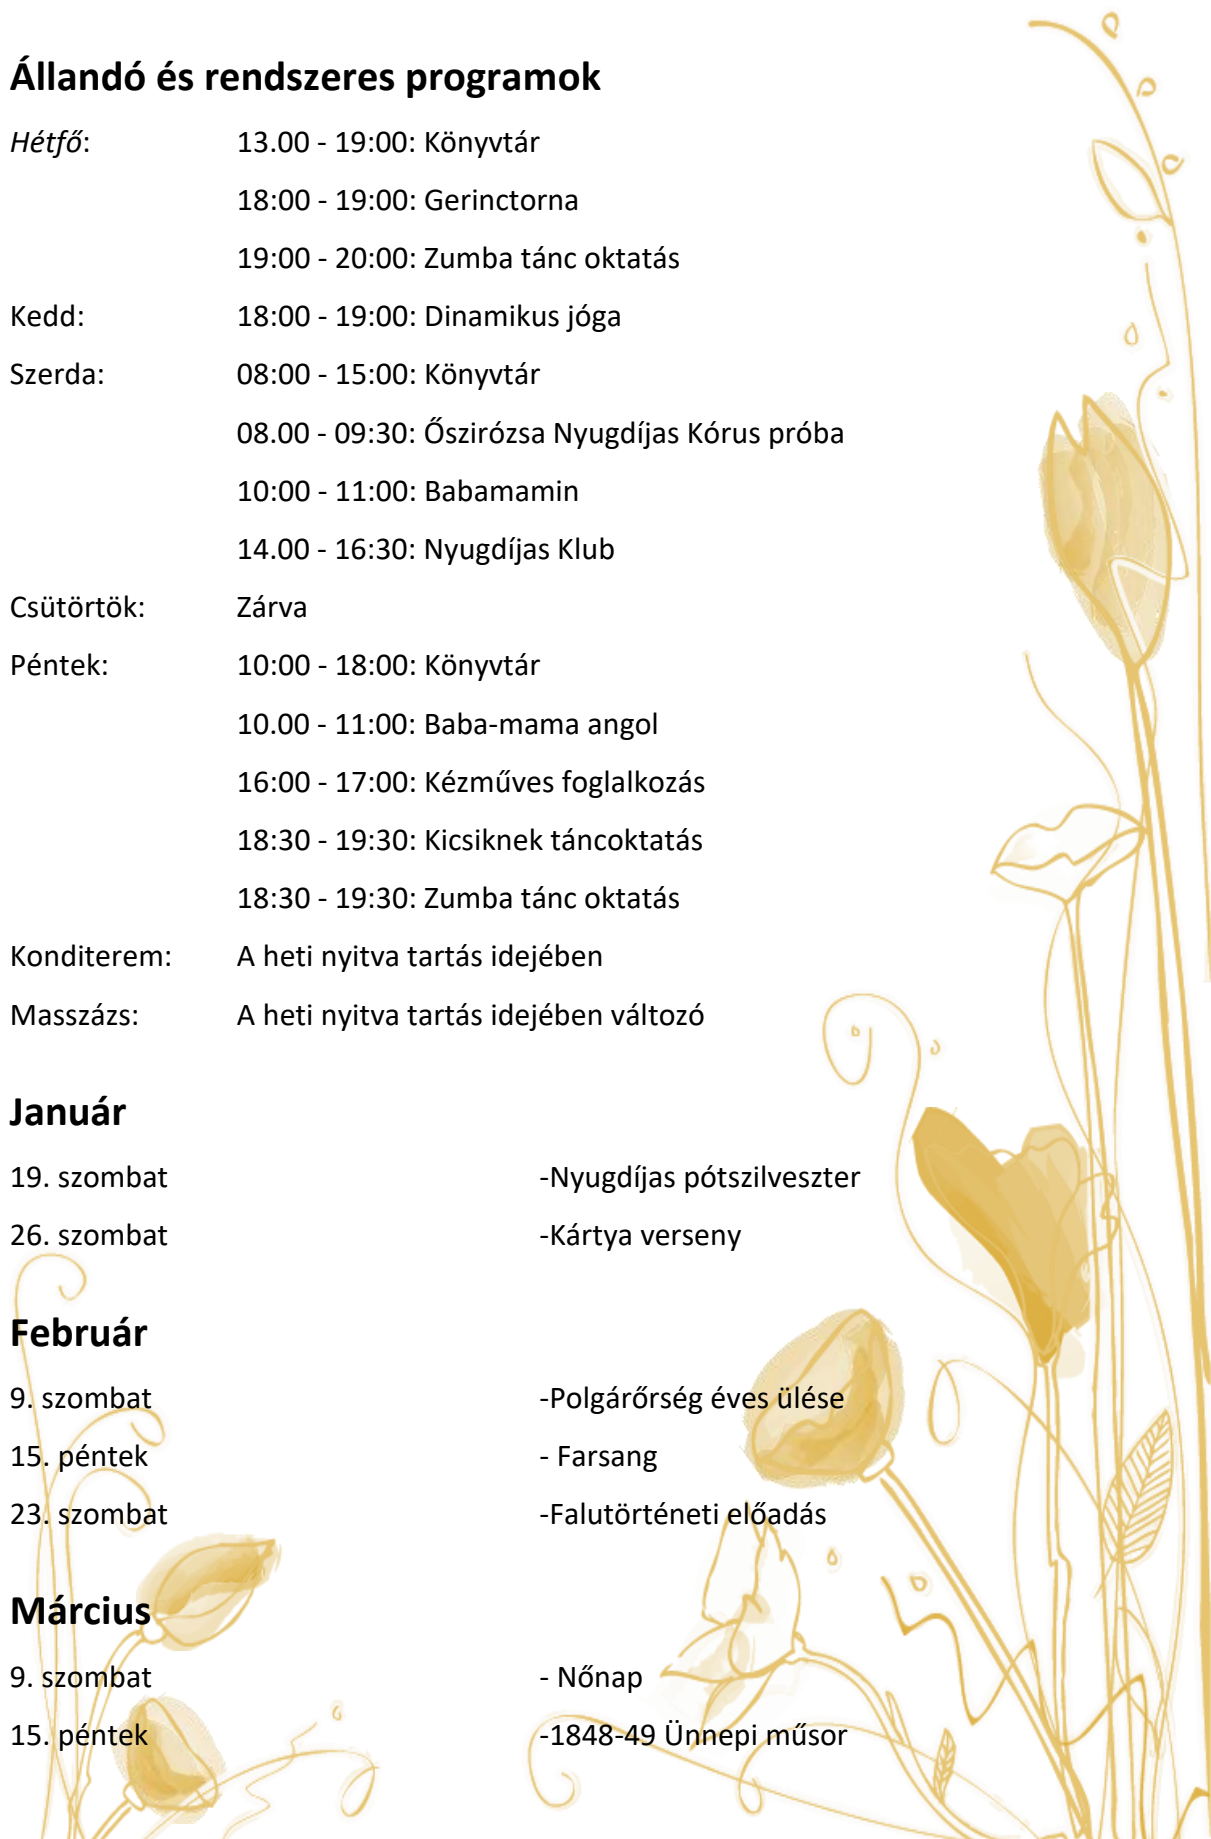 Állandó és rendszeres programok
Hétfő: 13.00 - 19:00: Könyvtár
18:00 - 19:00: Gerinctorna
19:00 - 20:00: Zumba tánc oktatás
Kedd: 18:00 - 19:00: Dinamikus jóga
Szerda: 08:00 - 15:00: Könyvtár
08.00 - 09:30: Őszirózsa Nyugdíjas Kórus próba
10:00 - 11:00: Babamamin
14.00 - 16:30: Nyugdíjas Klub
Csütörtök: Zárva
Péntek: 10:00 - 18:00: Könyvtár
10.00 - 11:00: Baba-mama angol
16:00 - 17:00: Kézműves foglalkozás
18:30 - 19:30: Kicsiknek táncoktatás
18:30 - 19:30: Zumba tánc oktatás
Konditerem: A heti nyitva tartás idejében
Masszázs: A heti nyitva tartás idejében változó
Január
19. szombat -Nyugdíjas pótszilveszter
26. szombat -Kártya verseny
Február
9. szombat -Polgárőrség éves ülése
15. péntek - Farsang
23. szombat -Falutörténeti előadás
Március
9. szombat - Nőnap
15. péntek -1848-49 Ünnepi műsor